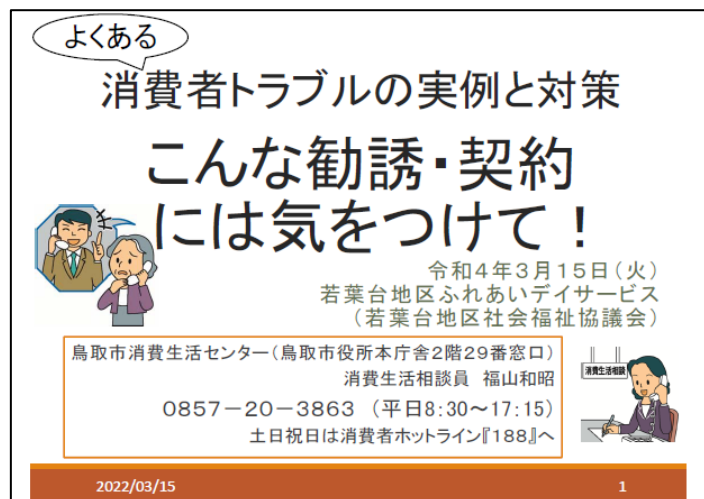 よくある
消費者トラブルの実例と対策
こんな勧誘・契約
には気をつけて！
令和4年3月15日(火)
若葉台地区ふれあいデイサービス
(若葉台地区社会福祉協議会)
鳥取市消費生活センター(鳥取市役所本庁舎2階29番窓口)
消費生活相談員 福山和昭
0857－20－3863 (平日8:30～17:15)
土日祝日は消費者ホットライン『188』へ
消費生活相談
2022/03/15
1